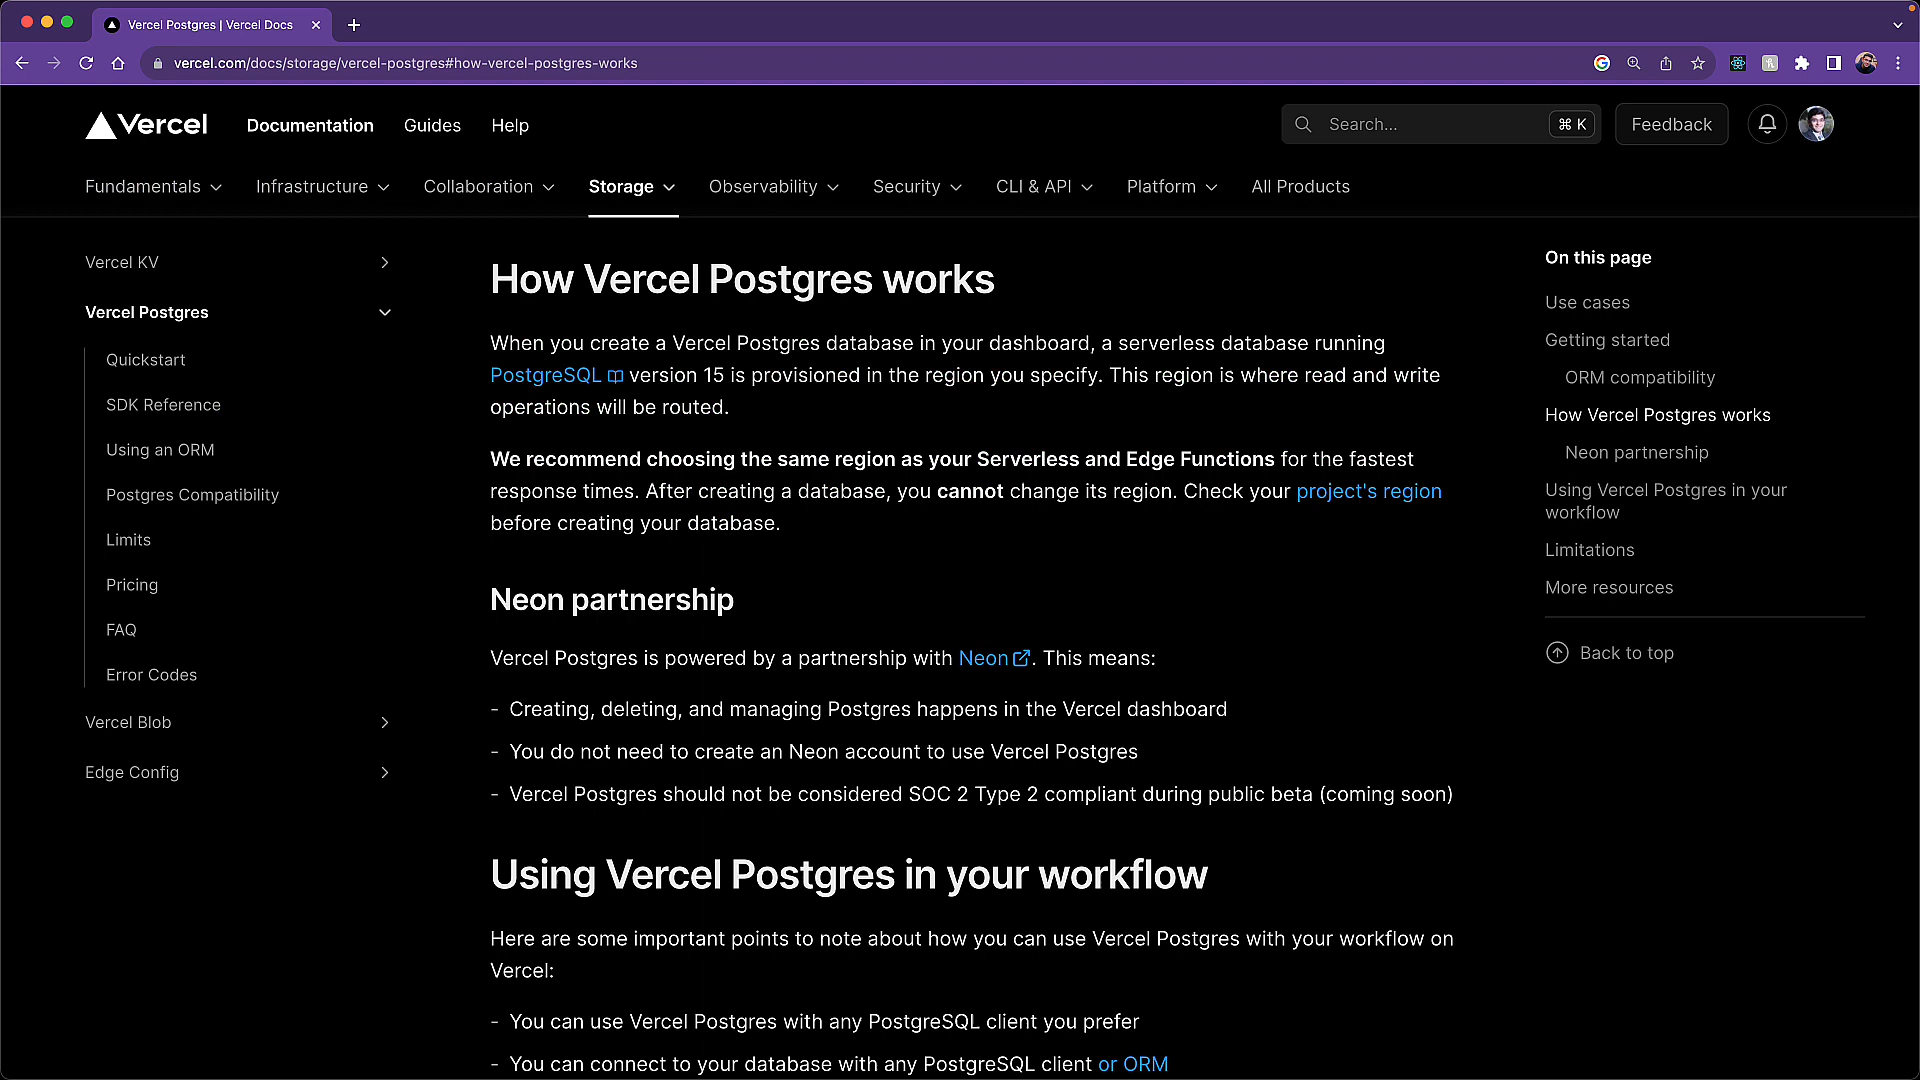 Vercel Postgres | Vercel Docs
vercel.com/docs/storage/vercel-postgres#how-vercel-postgres-works
Vercel
Documentation
Guides
Help
Search...
⌘ K
Feedback
Fundamentals
Infrastructure
Collaboration
Storage
Observability
Security
CLI & API
Platform
All Products
Vercel KV
Vercel Postgres
Quickstart
SDK Reference
Using an ORM
Postgres Compatibility
Limits
Pricing
FAQ
Error Codes
Vercel Blob
Edge Config
How Vercel Postgres works
When you create a Vercel Postgres database in your dashboard, a serverless database running
PostgreSQL version 15 is provisioned in the region you specify. This region is where read and write
operations will be routed.
We recommend choosing the same region as your Serverless and Edge Functions for the fastest
response times. After creating a database, you cannot change its region. Check your project's region
before creating your database.
Neon partnership
Vercel Postgres is powered by a partnership with Neon. This means:
- Creating, deleting, and managing Postgres happens in the Vercel dashboard
- You do not need to create an Neon account to use Vercel Postgres
- Vercel Postgres should not be considered SOC 2 Type 2 compliant during public beta (coming soon)
Using Vercel Postgres in your workflow
Here are some important points to note about how you can use Vercel Postgres with your workflow on
Vercel:
- You can use Vercel Postgres with any PostgreSQL client you prefer
- You can connect to your database with any PostgreSQL client or ORM
On this page
Use cases
Getting started
ORM compatibility
How Vercel Postgres works
Neon partnership
Using Vercel Postgres in your
workflow
Limitations
More resources
Back to top